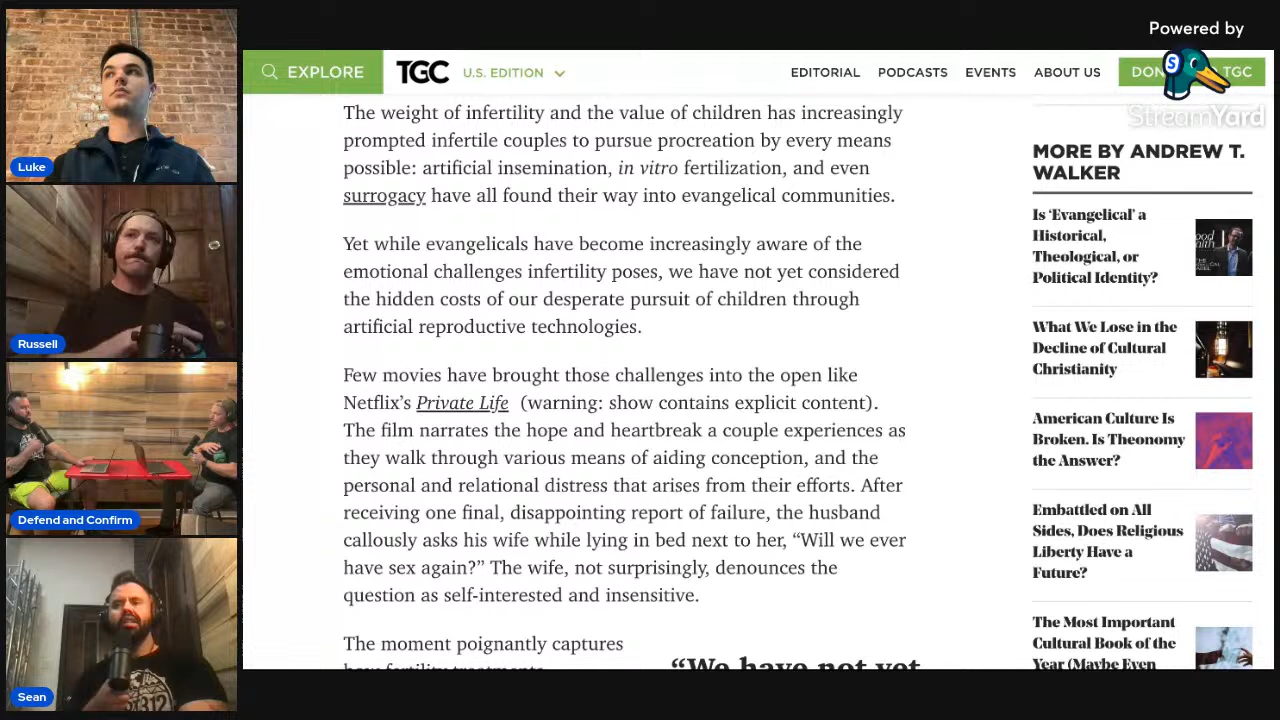 Powered by
StreamYard
EXPLORE
TGC
U.S. EDITION
EDITORIAL
PODCASTS
EVENTS
ABOUT US
TGC
The weight of infertility and the value of children has increasingly
prompted infertile couples to pursue procreation by every means
possible: artificial insemination, in vitro fertilization, and even
surrogacy have all found their way into evangelical communities.
Yet while evangelicals have become increasingly aware of the
emotional challenges infertility poses, we have not yet considered
the hidden costs of our desperate pursuit of children through
artificial reproductive technologies.
Few movies have brought those challenges into the open like
Netflix’s Private Life (warning: show contains explicit content).
The film narrates the hope and heartbreak a couple experiences as
they walk through various means of aiding conception, and the
personal and relational distress that arises from their efforts. After
receiving one final, disappointing report of failure, the husband
callously asks his wife while lying in bed next to her, “Will we ever
have sex again?” The wife, not surprisingly, denounces the
question as self-interested and insensitive.
The moment poignantly captures
“We have not yet
MORE BY ANDREW T.
WALKER
Is ‘Evangelical’ a
Historical,
Theological, or
Political Identity?
What We Lose in the
Decline of Cultural
Christianity
American Culture Is
Broken. Is Theonomy
the Answer?
Embattled on All
Sides, Does Religious
Liberty Have a
Future?
The Most Important
Cultural Book of the
Year (Maybe Even
Luke
Russell
Defend and Confirm
Sean